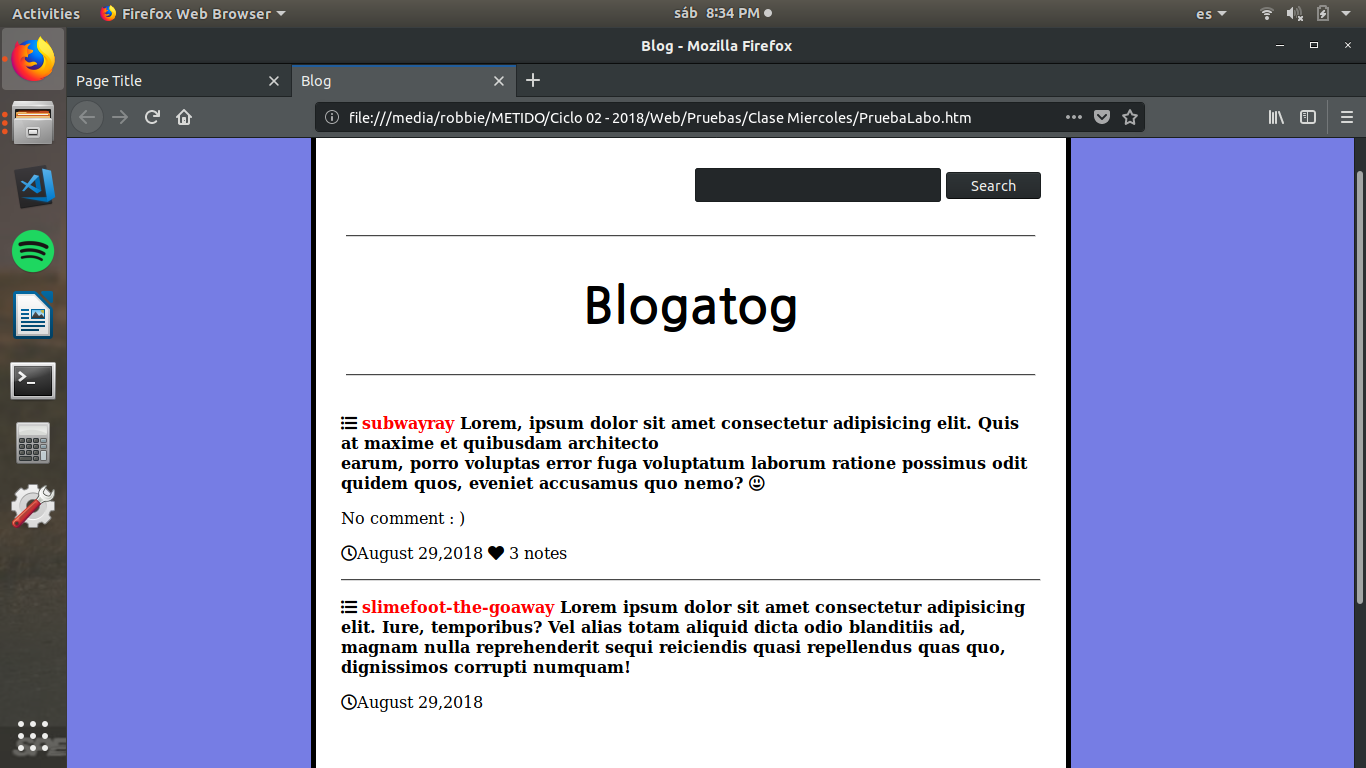 Activities Firefox Web Browser sáb 8:34 PM es
Blog - Mozilla Firefox
Page Title Blog
file:///media/robbie/METIDO/Ciclo 02 - 2018/Web/Pruebas/Clase Miercoles/PruebaLabo.htm
Search
Blogatog
subwayray Lorem, ipsum dolor sit amet consectetur adipisicing elit. Quis
at maxime et quibusdam architecto
earum, porro voluptas error fuga voluptatum laborum ratione possimus odit
quidem quos, eveniet accusamus quo nemo?
No comment : )
August 29,2018 3 notes
slimefoot-the-goaway Lorem ipsum dolor sit amet consectetur adipisicing
elit. Iure, temporibus? Vel alias totam aliquid dicta odio blanditiis ad,
magnam nulla reprehenderit sequi reiciendis quasi repellendus quas quo,
dignissimos corrupti numquam!
August 29,2018